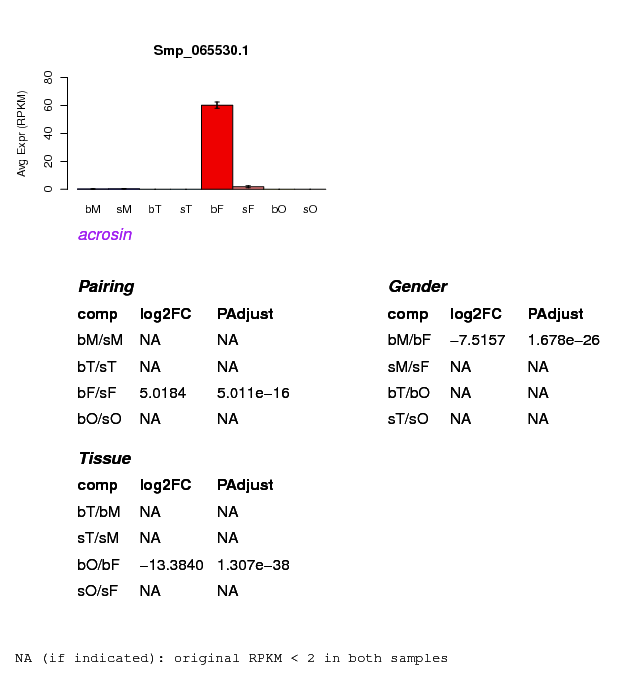 Smp_065530.1
Avg Expr (RPKM)
80
60
40
20
0
bM sM bT sT bF sF bO sO
acrosin
Pairing
comp log2FC PAdjust
bM/sM NA NA
bT/sT NA NA
bF/sF 5.0184 5.011e−16
bO/sO NA NA
Gender
comp log2FC PAdjust
bM/bF −7.5157 1.678e−26
sM/sF NA NA
bT/bO NA NA
sT/sO NA NA
Tissue
comp log2FC PAdjust
bT/bM NA NA
sT/sM NA NA
bO/bF −13.3840 1.307e−38
sO/sF NA NA
NA (if indicated): original RPKM < 2 in both samples